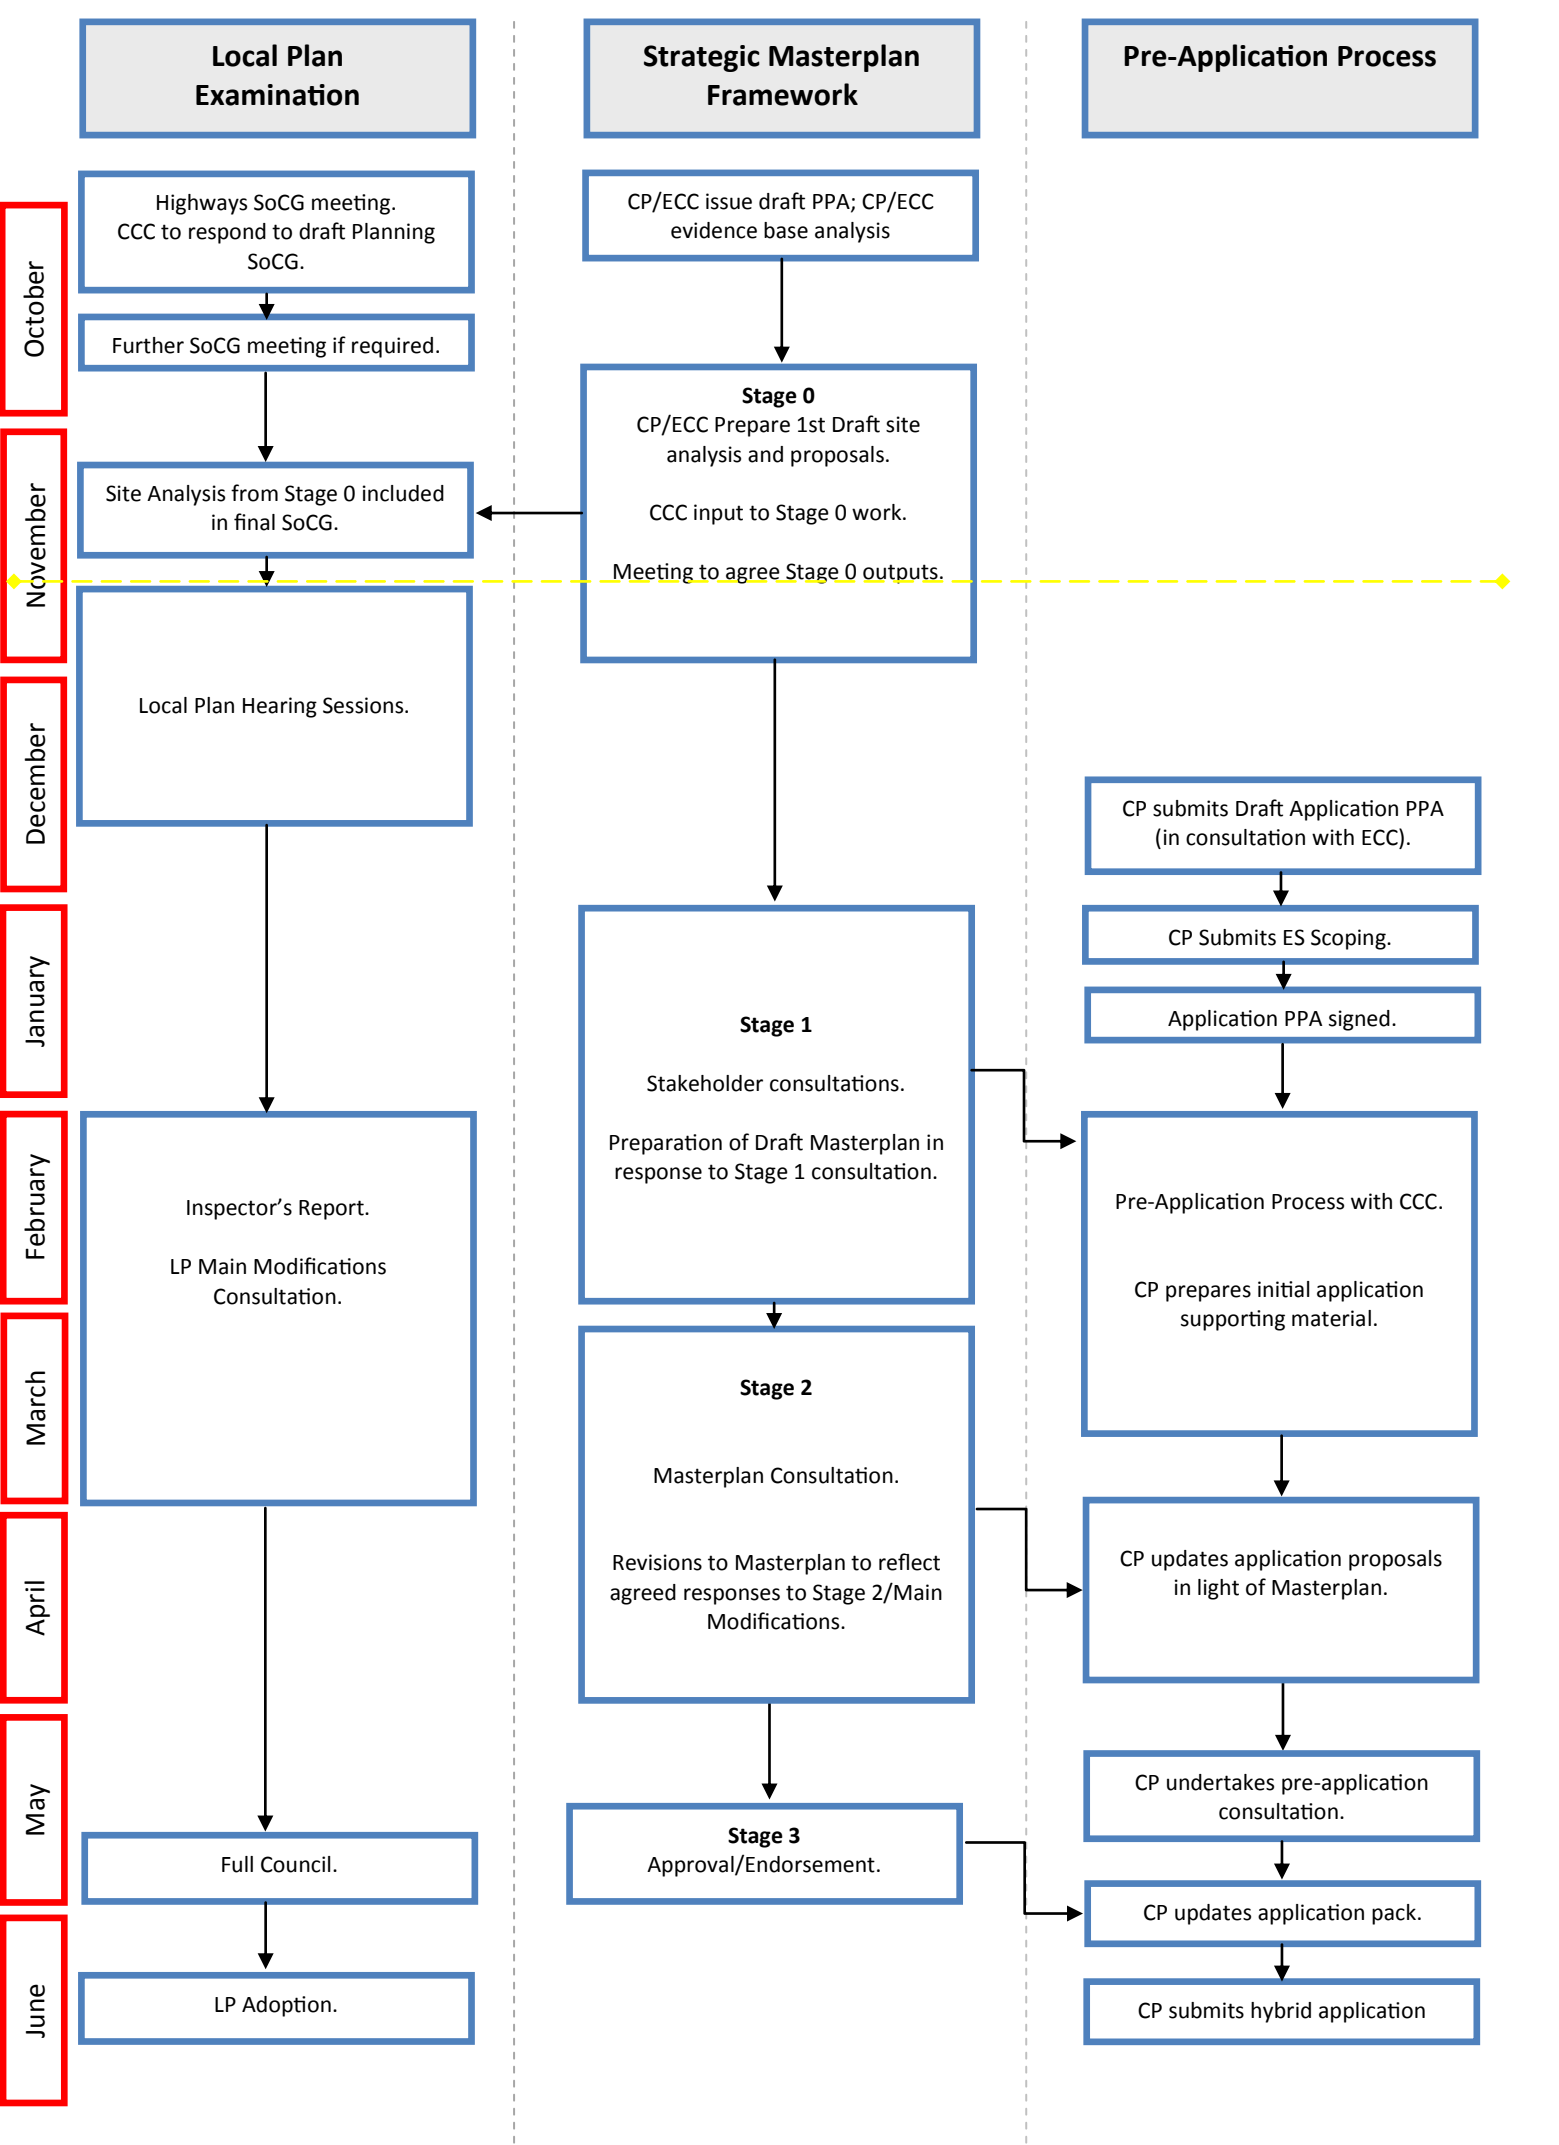 Local Plan
Examination
Strategic Masterplan
Framework
Pre-Application Process
October
November
December
January
February
March
April
May
June
Highways SoCG meeting.
CCC to respond to draft Planning
SoCG.
Further SoCG meeting if required.
Site Analysis from Stage 0 included
in final SoCG.
Local Plan Hearing Sessions.
Inspector’s Report.
LP Main Modifications
Consultation.
Full Council.
LP Adoption.
CP/ECC issue draft PPA; CP/ECC
evidence base analysis
Stage 0
CP/ECC Prepare 1st Draft site
analysis and proposals.
CCC input to Stage 0 work.
Meeting to agree Stage 0 outputs.
Stage 1
Stakeholder consultations.
Preparation of Draft Masterplan in
response to Stage 1 consultation.
Stage 2
Masterplan Consultation.
Revisions to Masterplan to reflect
agreed responses to Stage 2/Main
Modifications.
Stage 3
Approval/Endorsement.
CP submits Draft Application PPA
(in consultation with ECC).
CP Submits ES Scoping.
Application PPA signed.
Pre-Application Process with CCC.
CP prepares initial application
supporting material.
CP updates application proposals
in light of Masterplan.
CP undertakes pre-application
consultation.
CP updates application pack.
CP submits hybrid application